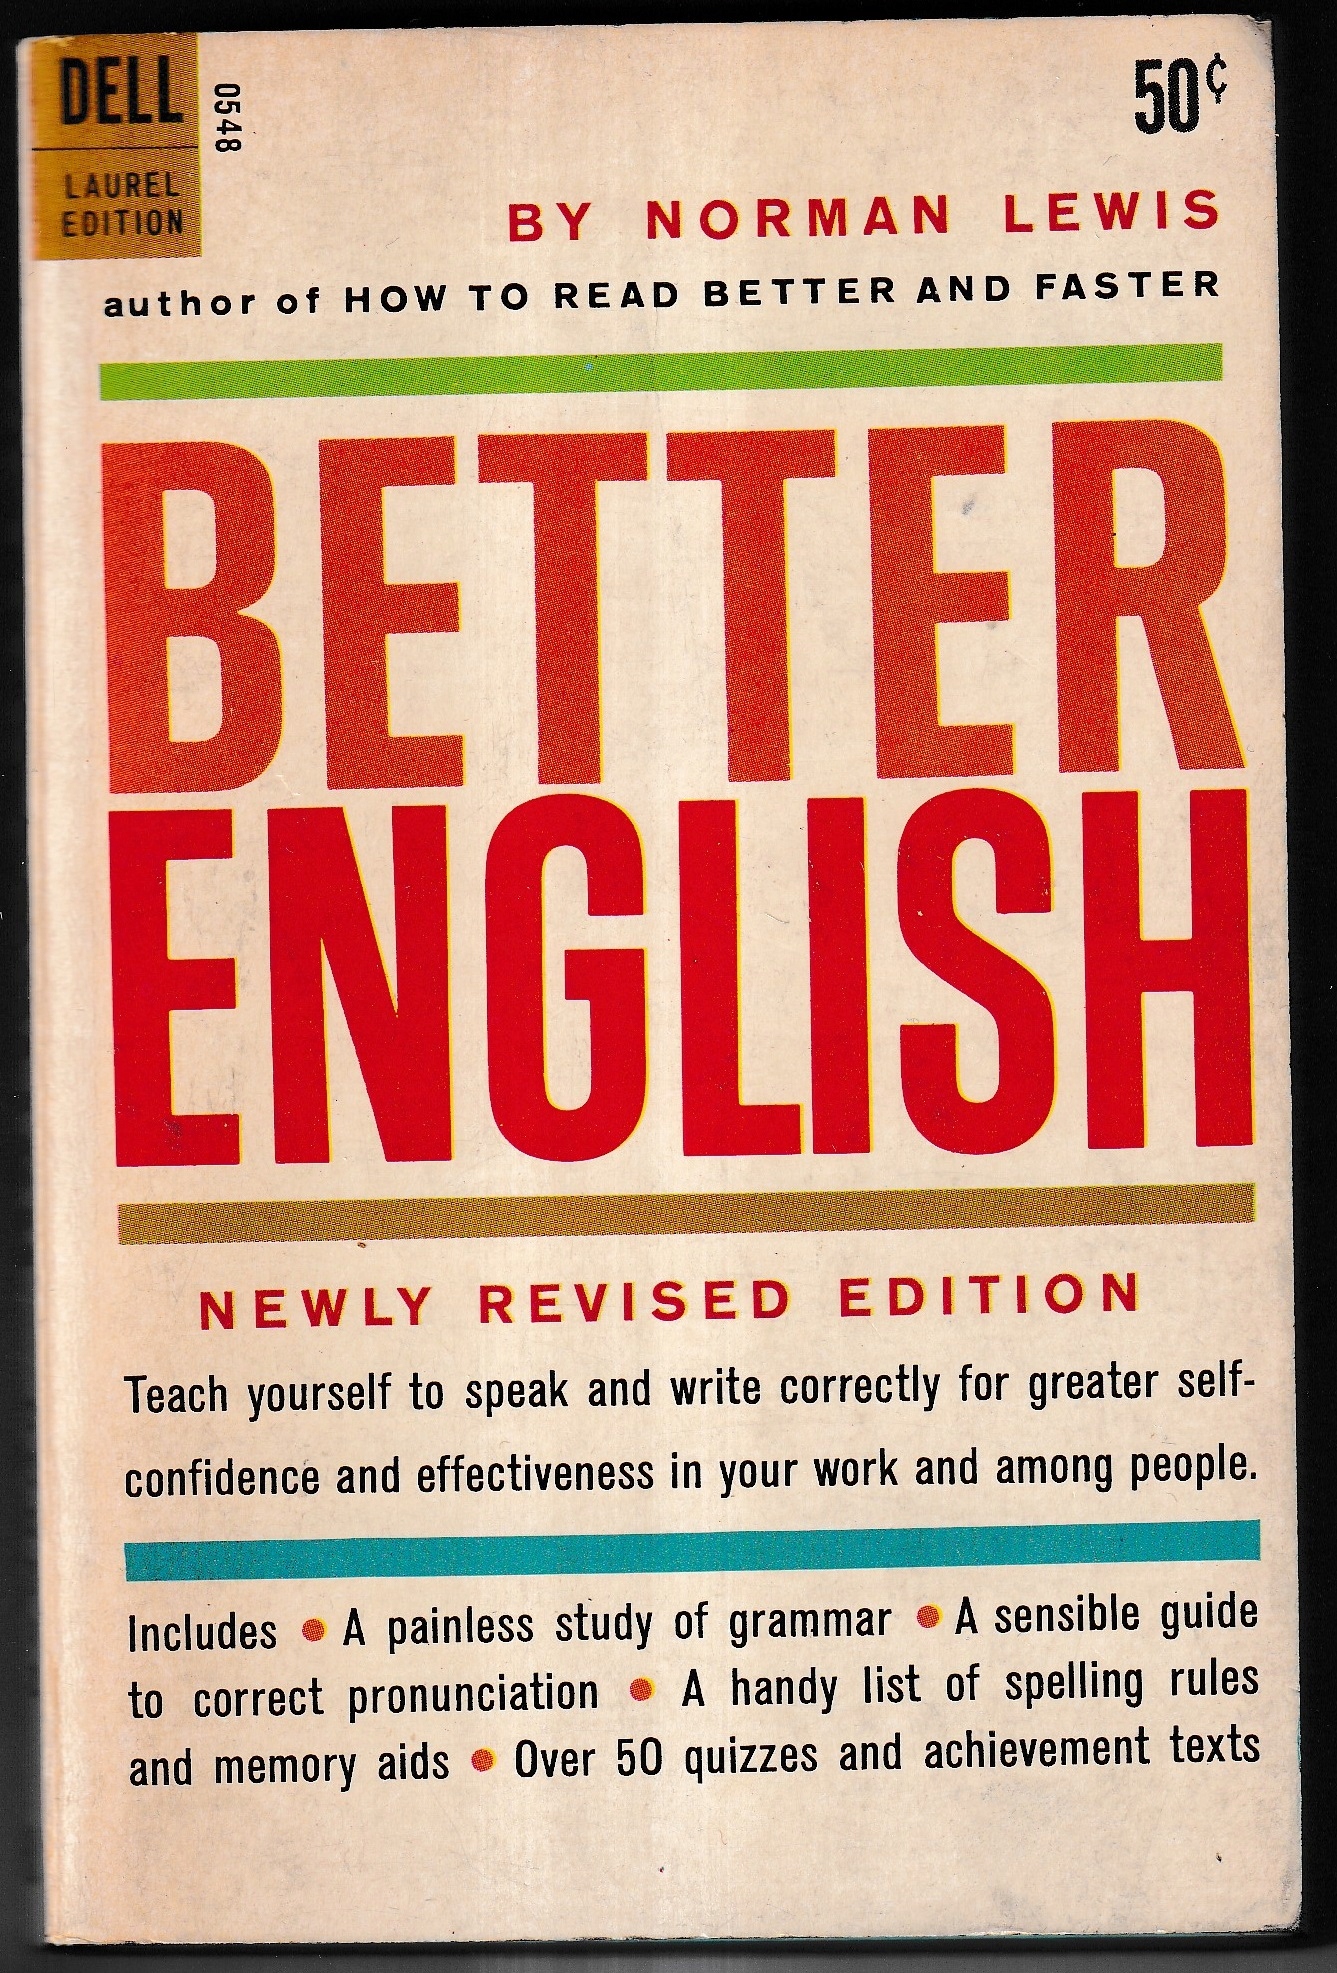 DELL
LAUREL
EDITION
0548
50¢
BY NORMAN LEWIS
author of HOW TO READ BETTER AND FASTER
BETTER
ENGLISH
NEWLY REVISED EDITION
Teach yourself to speak and write correctly for greater self-
confidence and effectiveness in your work and among people.
Includes • A painless study of grammar • A sensible guide
to correct pronunciation • A handy list of spelling rules
and memory aids • Over 50 quizzes and achievement texts